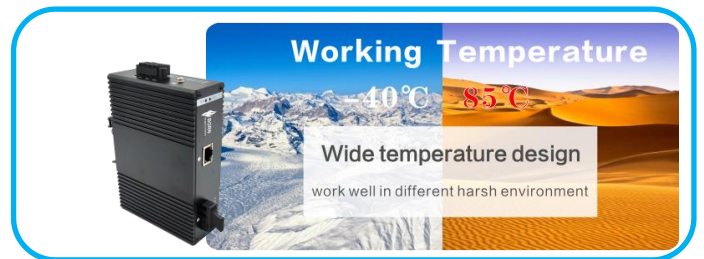 Working Temperature
-40℃ 85℃
Wide temperature design
work well in different harsh environment